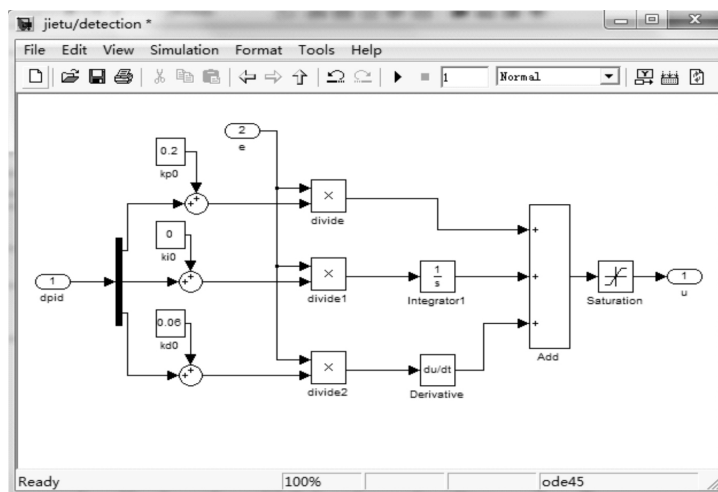 jietu/detection *
File Edit View Simulation Format Tools Help
1 Normal
2
e
0.2
kp0
×
divide
0
ki0
+
+
1
dpid
×
divide1
1
s
Integrator1
+
+
+
Add
Saturation
1
u
0.06
kd0
×
divide2
du/dt
Derivative
Ready 100% ode45